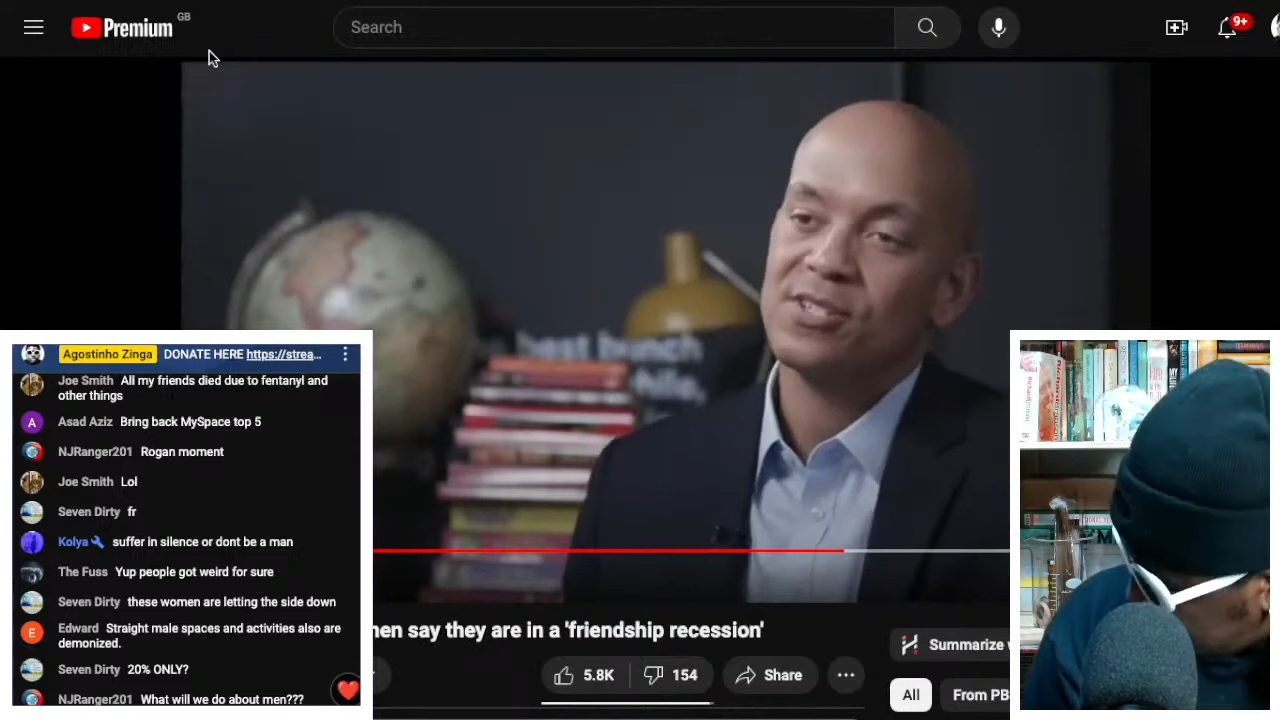 Premium GB
Search
9+
best bunch
hile,
Agostinho Zinga DONATE HERE https://strea...
Joe Smith All my friends died due to fentanyl and
other things
Asad Aziz Bring back MySpace top 5
NJRanger201 Rogan moment
Joe Smith Lol
Seven Dirty fr
Kolya suffer in silence or dont be a man
The Fuss Yup people got weird for sure
Seven Dirty these women are letting the side down
Edward Straight male spaces and activities also are
demonized.
Seven Dirty 20% ONLY?
NJRanger201 What will we do about men???
men say they are in a 'friendship recession'
5.8K 154 Share
Summarize
All From PB